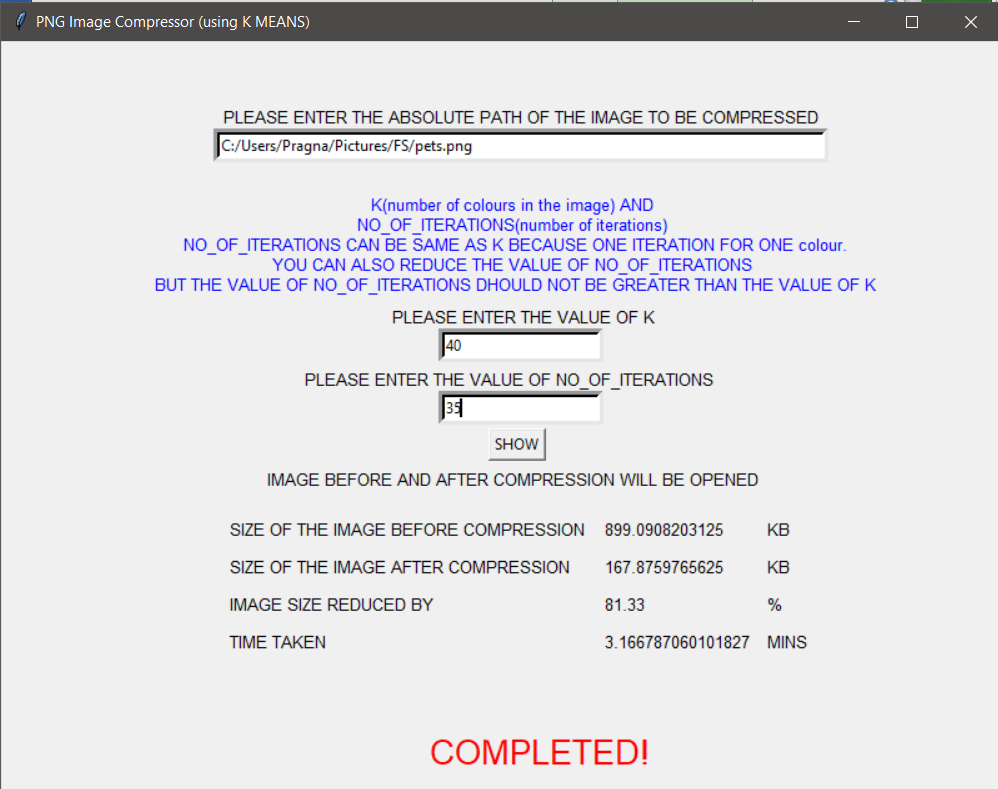 PNG Image Compressor (using K MEANS)
PLEASE ENTER THE ABSOLUTE PATH OF THE IMAGE TO BE COMPRESSED
C:/Users/Pragna/Pictures/FS/pets.png
K(number of colours in the image) AND
NO_OF_ITERATIONS(number of iterations)
NO_OF_ITERATIONS CAN BE SAME AS K BECAUSE ONE ITERATION FOR ONE colour.
YOU CAN ALSO REDUCE THE VALUE OF NO_OF_ITERATIONS
BUT THE VALUE OF NO_OF_ITERATIONS DHOULD NOT BE GREATER THAN THE VALUE OF K
PLEASE ENTER THE VALUE OF K
40
PLEASE ENTER THE VALUE OF NO_OF_ITERATIONS
35
SHOW
IMAGE BEFORE AND AFTER COMPRESSION WILL BE OPENED
SIZE OF THE IMAGE BEFORE COMPRESSION 899.0908203125 KB
SIZE OF THE IMAGE AFTER COMPRESSION 167.8759765625 KB
IMAGE SIZE REDUCED BY 81.33 %
TIME TAKEN 3.166787060101827 MINS
COMPLETED!